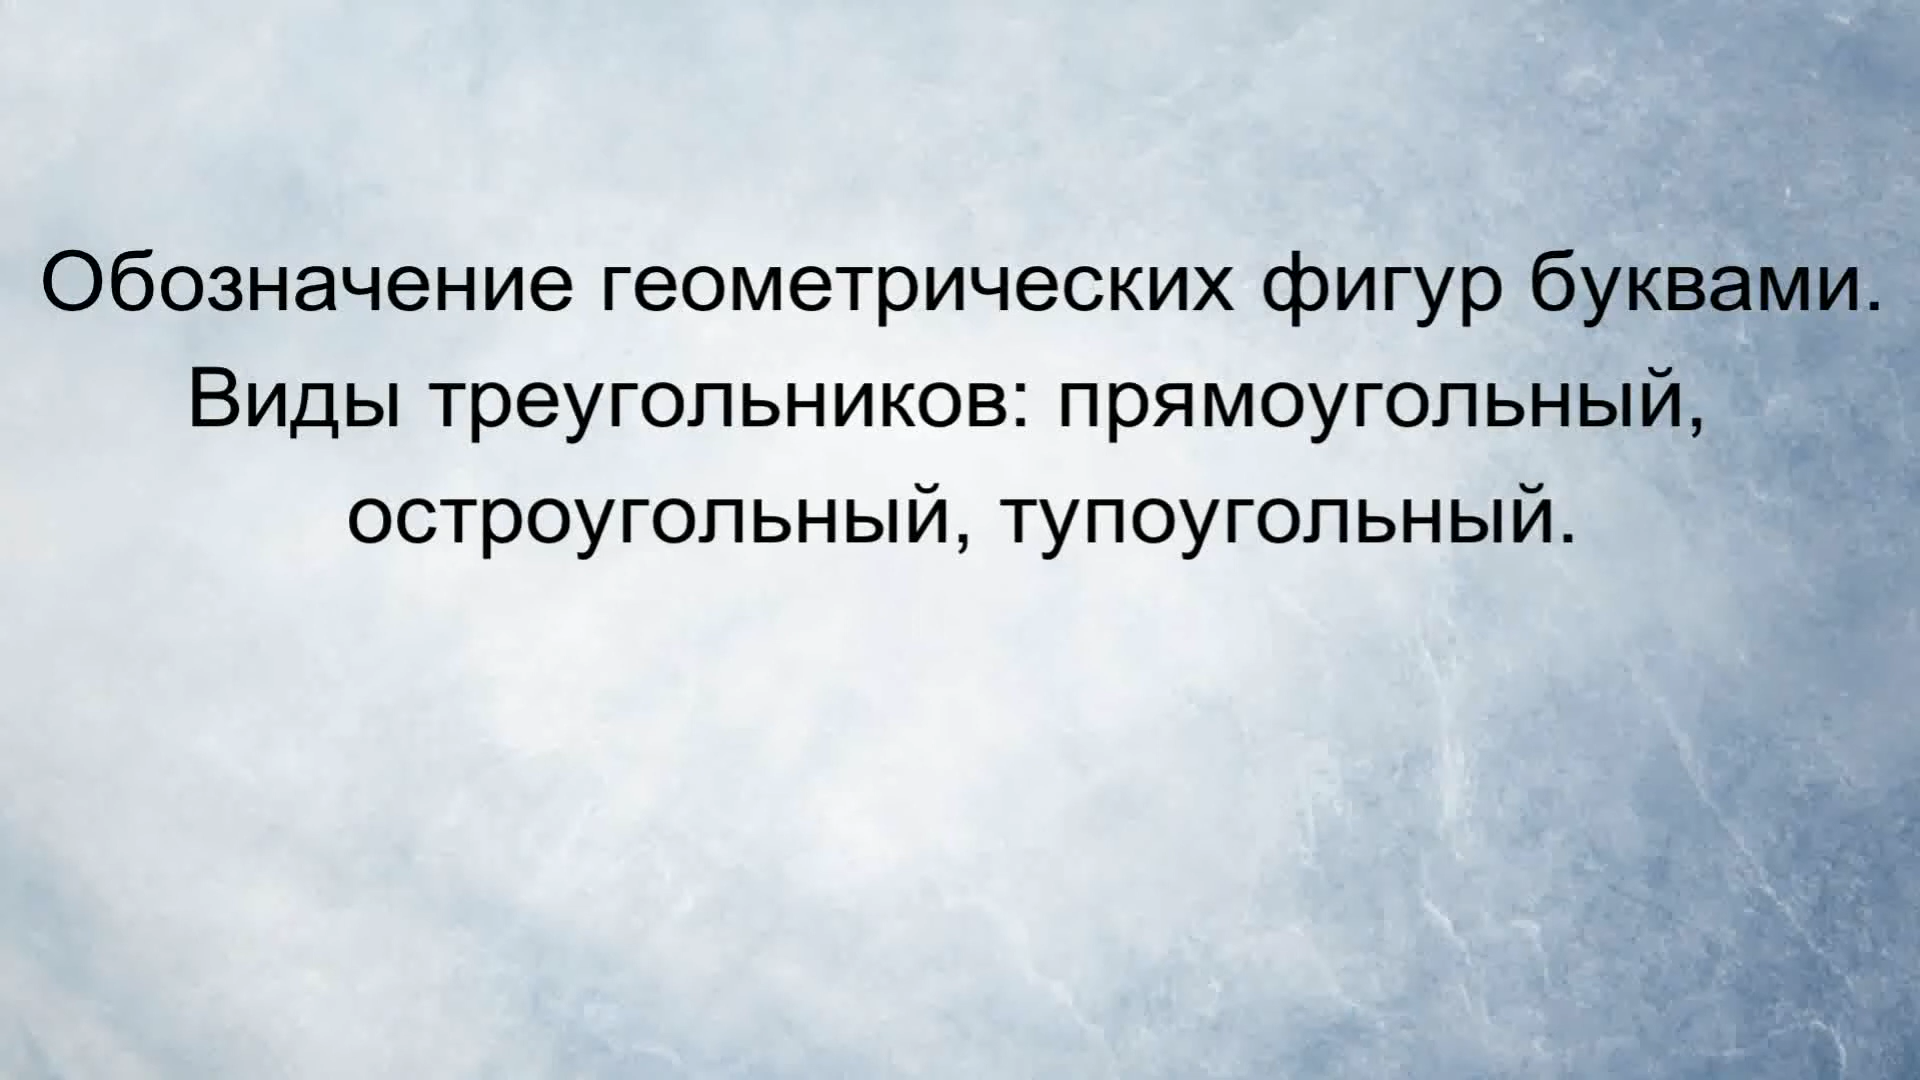 Обозначение геометрических фигур буквами.
Виды треугольников: прямоугольный,
остроугольный, тупоугольный.